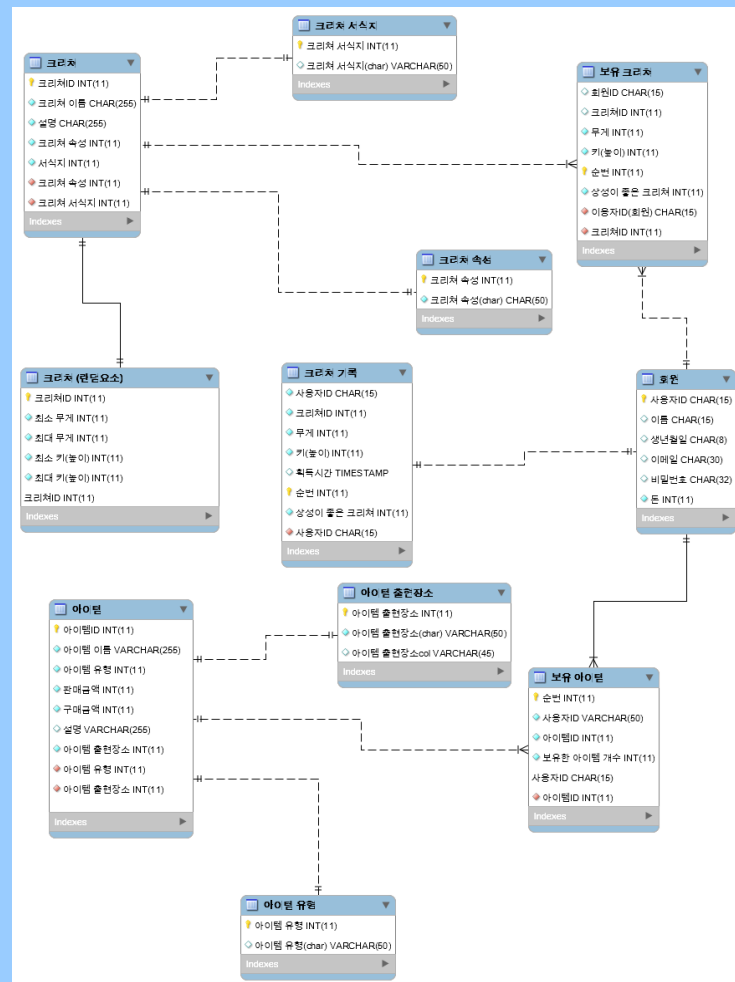 크리쳐 서식지
크리쳐 서식지 INT(11)
크리쳐 서식지(char) VARCHAR(50)
Indexes
크리쳐
크리쳐ID INT(11)
크리쳐 이름 CHAR(255)
설명 CHAR(255)
크리쳐 속성 INT(11)
서식지 INT(11)
크리쳐 속성 INT(11)
크리쳐 서식지 INT(11)
Indexes
보유 크리쳐
회원ID CHAR(15)
크리쳐ID INT(11)
무게 INT(11)
키(높이) INT(11)
순번 INT(11)
상성이 좋은 크리쳐 INT(11)
이용자ID(회원) CHAR(15)
크리쳐ID INT(11)
Indexes
크리쳐 속성
크리쳐 속성 INT(11)
크리쳐 속성(char) CHAR(50)
Indexes
크리쳐 (랜덤요소)
크리쳐ID INT(11)
최소 무게 INT(11)
최대 무게 INT(11)
최소 키(높이) INT(11)
최대 키(높이) INT(11)
크리쳐ID INT(11)
Indexes
크리쳐 기록
사용자ID CHAR(15)
크리쳐ID INT(11)
무게 INT(11)
키(높이) INT(11)
획득시간 TIMESTAMP
순번 INT(11)
상성이 좋은 크리쳐 INT(11)
사용자ID CHAR(15)
Indexes
회원
사용자ID CHAR(15)
이름 CHAR(15)
생년월일 CHAR(8)
이메일 CHAR(30)
비밀번호 CHAR(32)
돈 INT(11)
Indexes
아이템
아이템ID INT(11)
아이템 이름 VARCHAR(255)
아이템 유형 INT(11)
판매금액 INT(11)
구매금액 INT(11)
설명 VARCHAR(255)
아이템 출현장소 INT(11)
아이템 유형 INT(11)
아이템 출현장소 INT(11)
Indexes
아이템 출현장소
아이템 출현장소 INT(11)
아이템 출현장소(char) VARCHAR(50)
아이템 출현장소col VARCHAR(45)
Indexes
보유 아이템
순번 INT(11)
사용자ID VARCHAR(50)
아이템ID INT(11)
보유한 아이템 개수 INT(11)
사용자ID CHAR(15)
아이템ID INT(11)
Indexes
아이템 유형
아이템 유형 INT(11)
아이템 유형(char) VARCHAR(50)
Indexes